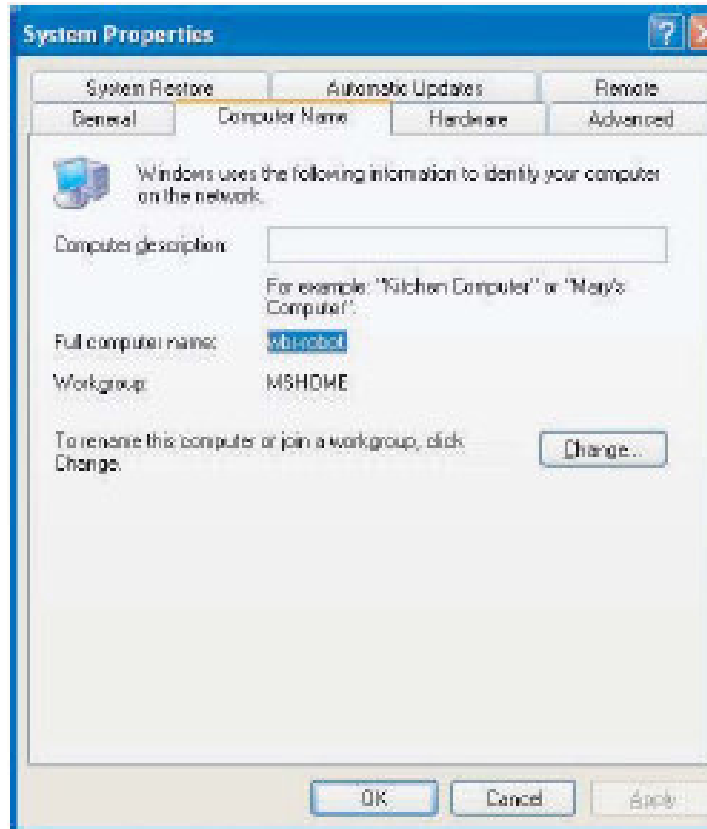 System Properties
System Restore Automatic Updates Remote
General Computer Name Hardware Advanced
Windows uses the following information to identify your computer
on the network.
Computer description:
For example: "Kitchen Computer" or "Mary's
Computer".
Full computer name:
Workgroup: MSHOME
To rename this computer or join a workgroup, click
Change.
Change...
OK Cancel Apply